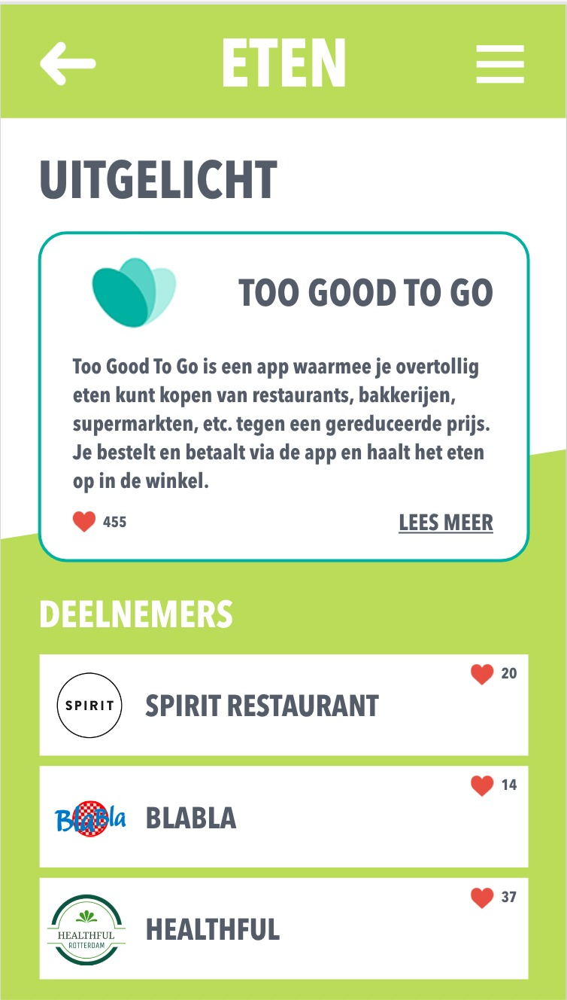 ETEN
UITGELICHT
TOO GOOD TO GO
Too Good To Go is een app waarmee je overtollig
eten kunt kopen van restaurants, bakkerijen,
supermarkten, etc. tegen een gereduceerde prijs.
Je bestelt en betaalt via de app en haalt het eten
op in de winkel.
455
LEES MEER
DEELNEMERS
20
SPIRIT
SPIRIT RESTAURANT
14
BlaBla
BLABLA
37
HEALTHFUL
ROTTERDAM
HEALTHFUL